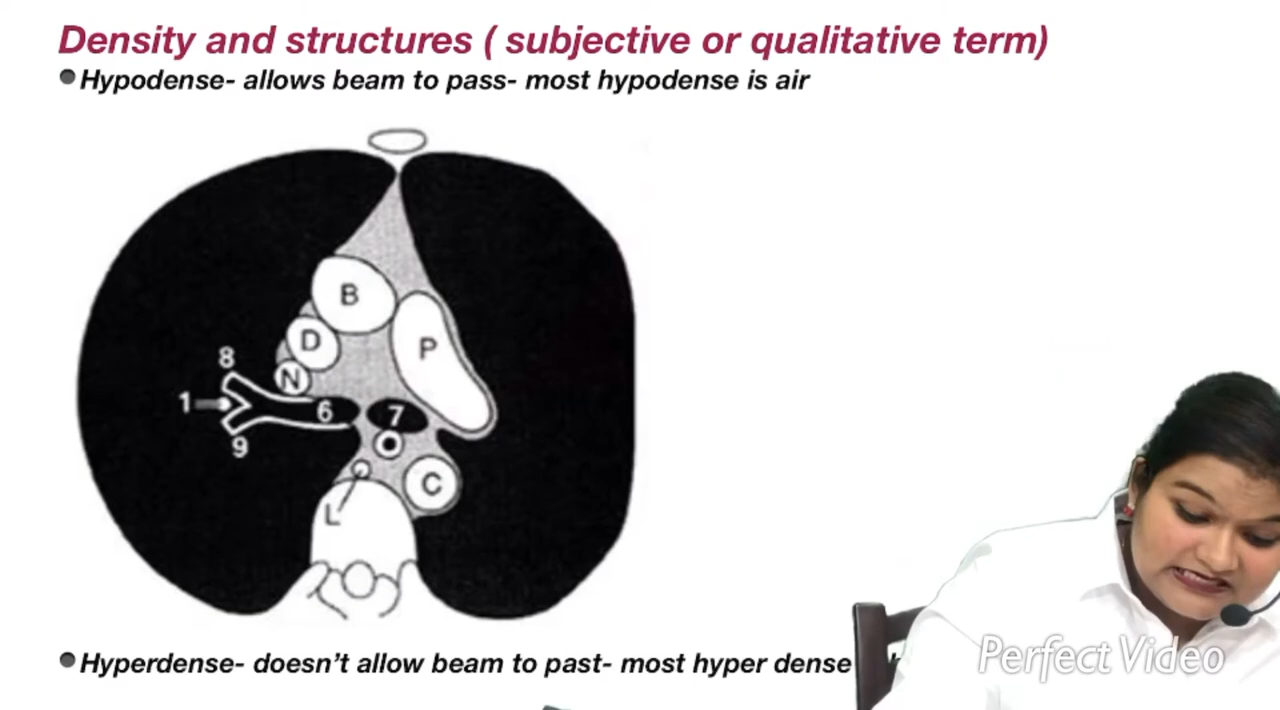 Density and structures ( subjective or qualitative term)
Hypodense- allows beam to pass- most hypodense is air
B
D
P
N
8
1
6
7
9
C
L
Hyperdense- doesn't allow beam to past- most hyper dense
Perfect Video